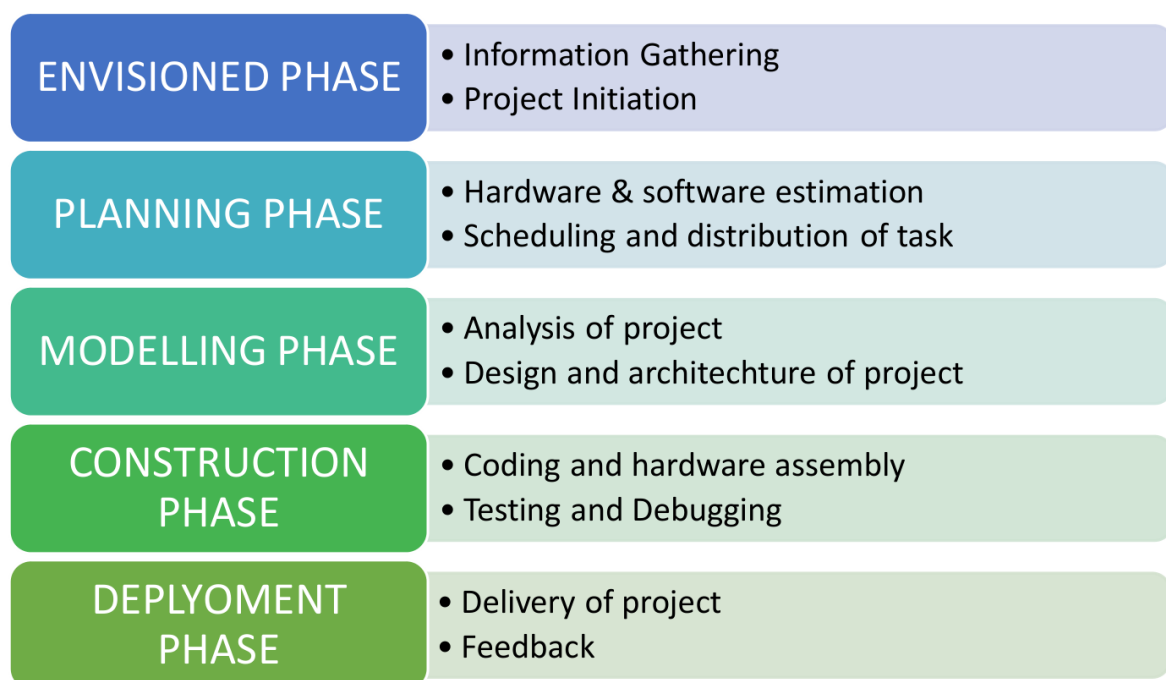 ENVISIONED PHASE
• Information Gathering
• Project Initiation
PLANNING PHASE
• Hardware & software estimation
• Scheduling and distribution of task
MODELLING PHASE
• Analysis of project
• Design and architechture of project
CONSTRUCTION
PHASE
• Coding and hardware assembly
• Testing and Debugging
DEPLYOMENT
PHASE
• Delivery of project
• Feedback